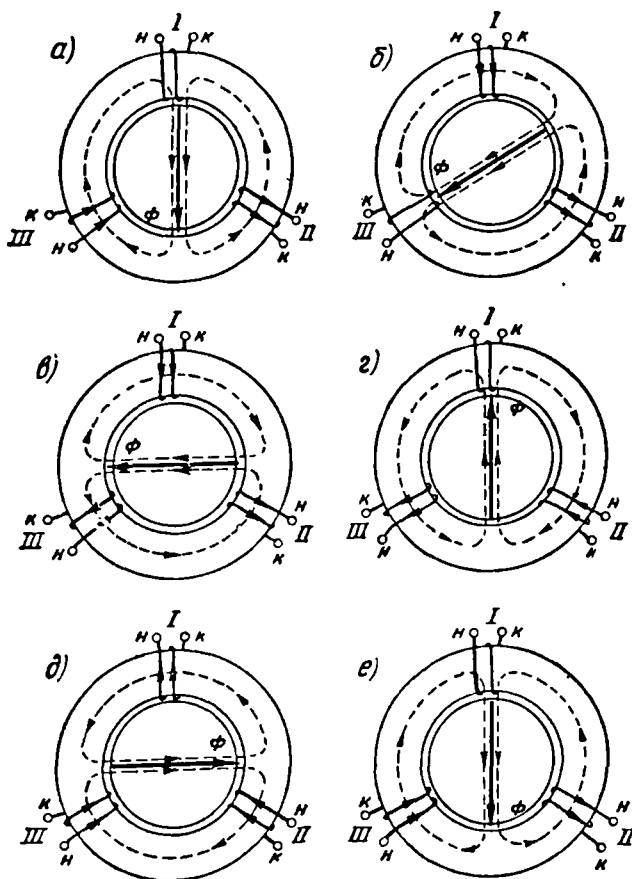 а) I н к
Ф
к III н
н II к
б) I н к
Ф
к III н
н II к
в) I н к
Ф
к III н
н II к
г) I н к
Ф
к III н
н II к
д) I н к
Ф
к III н
н II к
е) I н к
Ф
к III н
н II к